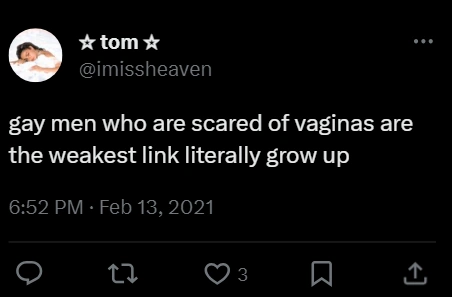 ☆ tom ☆
@imissheaven
gay men who are scared of vaginas are
the weakest link literally grow up
6:52 PM · Feb 13, 2021
3